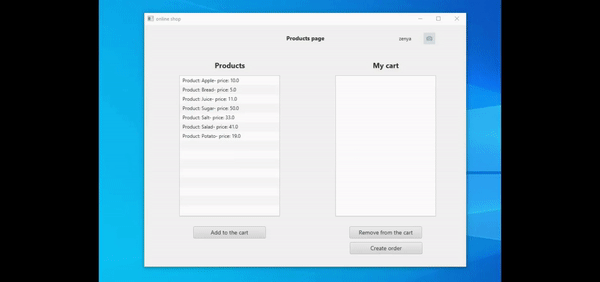 online shop
Products page
zanya
Products
My cart
Product: Apple- price: 10.0
Product: Bread- price: 5.0
Product: Juice- price: 11.0
Product: Suger- price: 50.0
Product: Salt- price: 33.0
Product: Salad- price: 41.0
Product: Potato- price: 19.0
Add to the cart
Remove from the cart
Create order